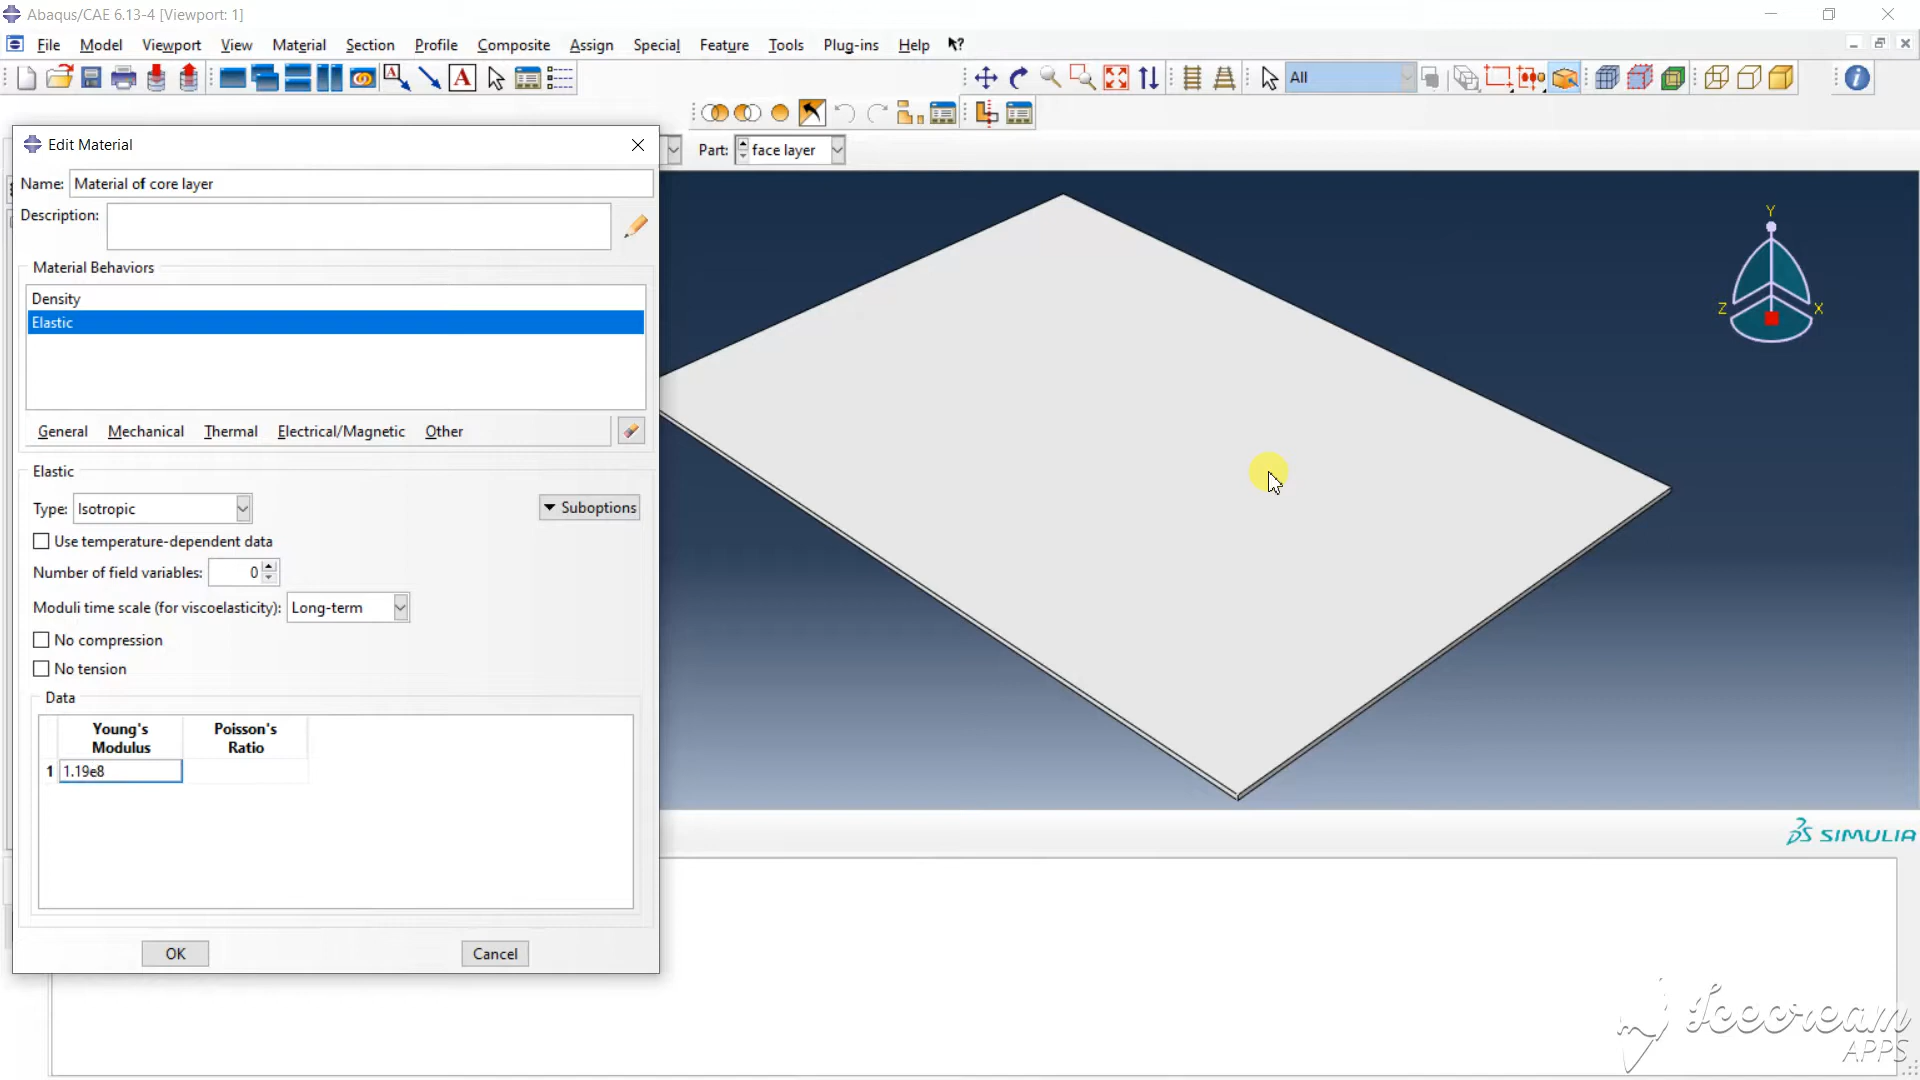 Abaqus/CAE 6.13-4 [Viewport: 1]
File Model Viewport View Material Section Profile Composite Assign Special Feature Tools Plug-ins Help
All
Part: face layer
Edit Material
Name: Material of core layer
Description:
Material Behaviors
Density
Elastic
General Mechanical Thermal Electrical/Magnetic Other
Elastic
Type: Isotropic
Suboptions
Use temperature-dependent data
Number of field variables: 0
Moduli time scale (for viscoelasticity): Long-term
No compression
No tension
Data
Young's Modulus
Poisson's Ratio
1 1.19e8
OK Cancel
Y
Z X
SIMULIA
Icecream
APPS